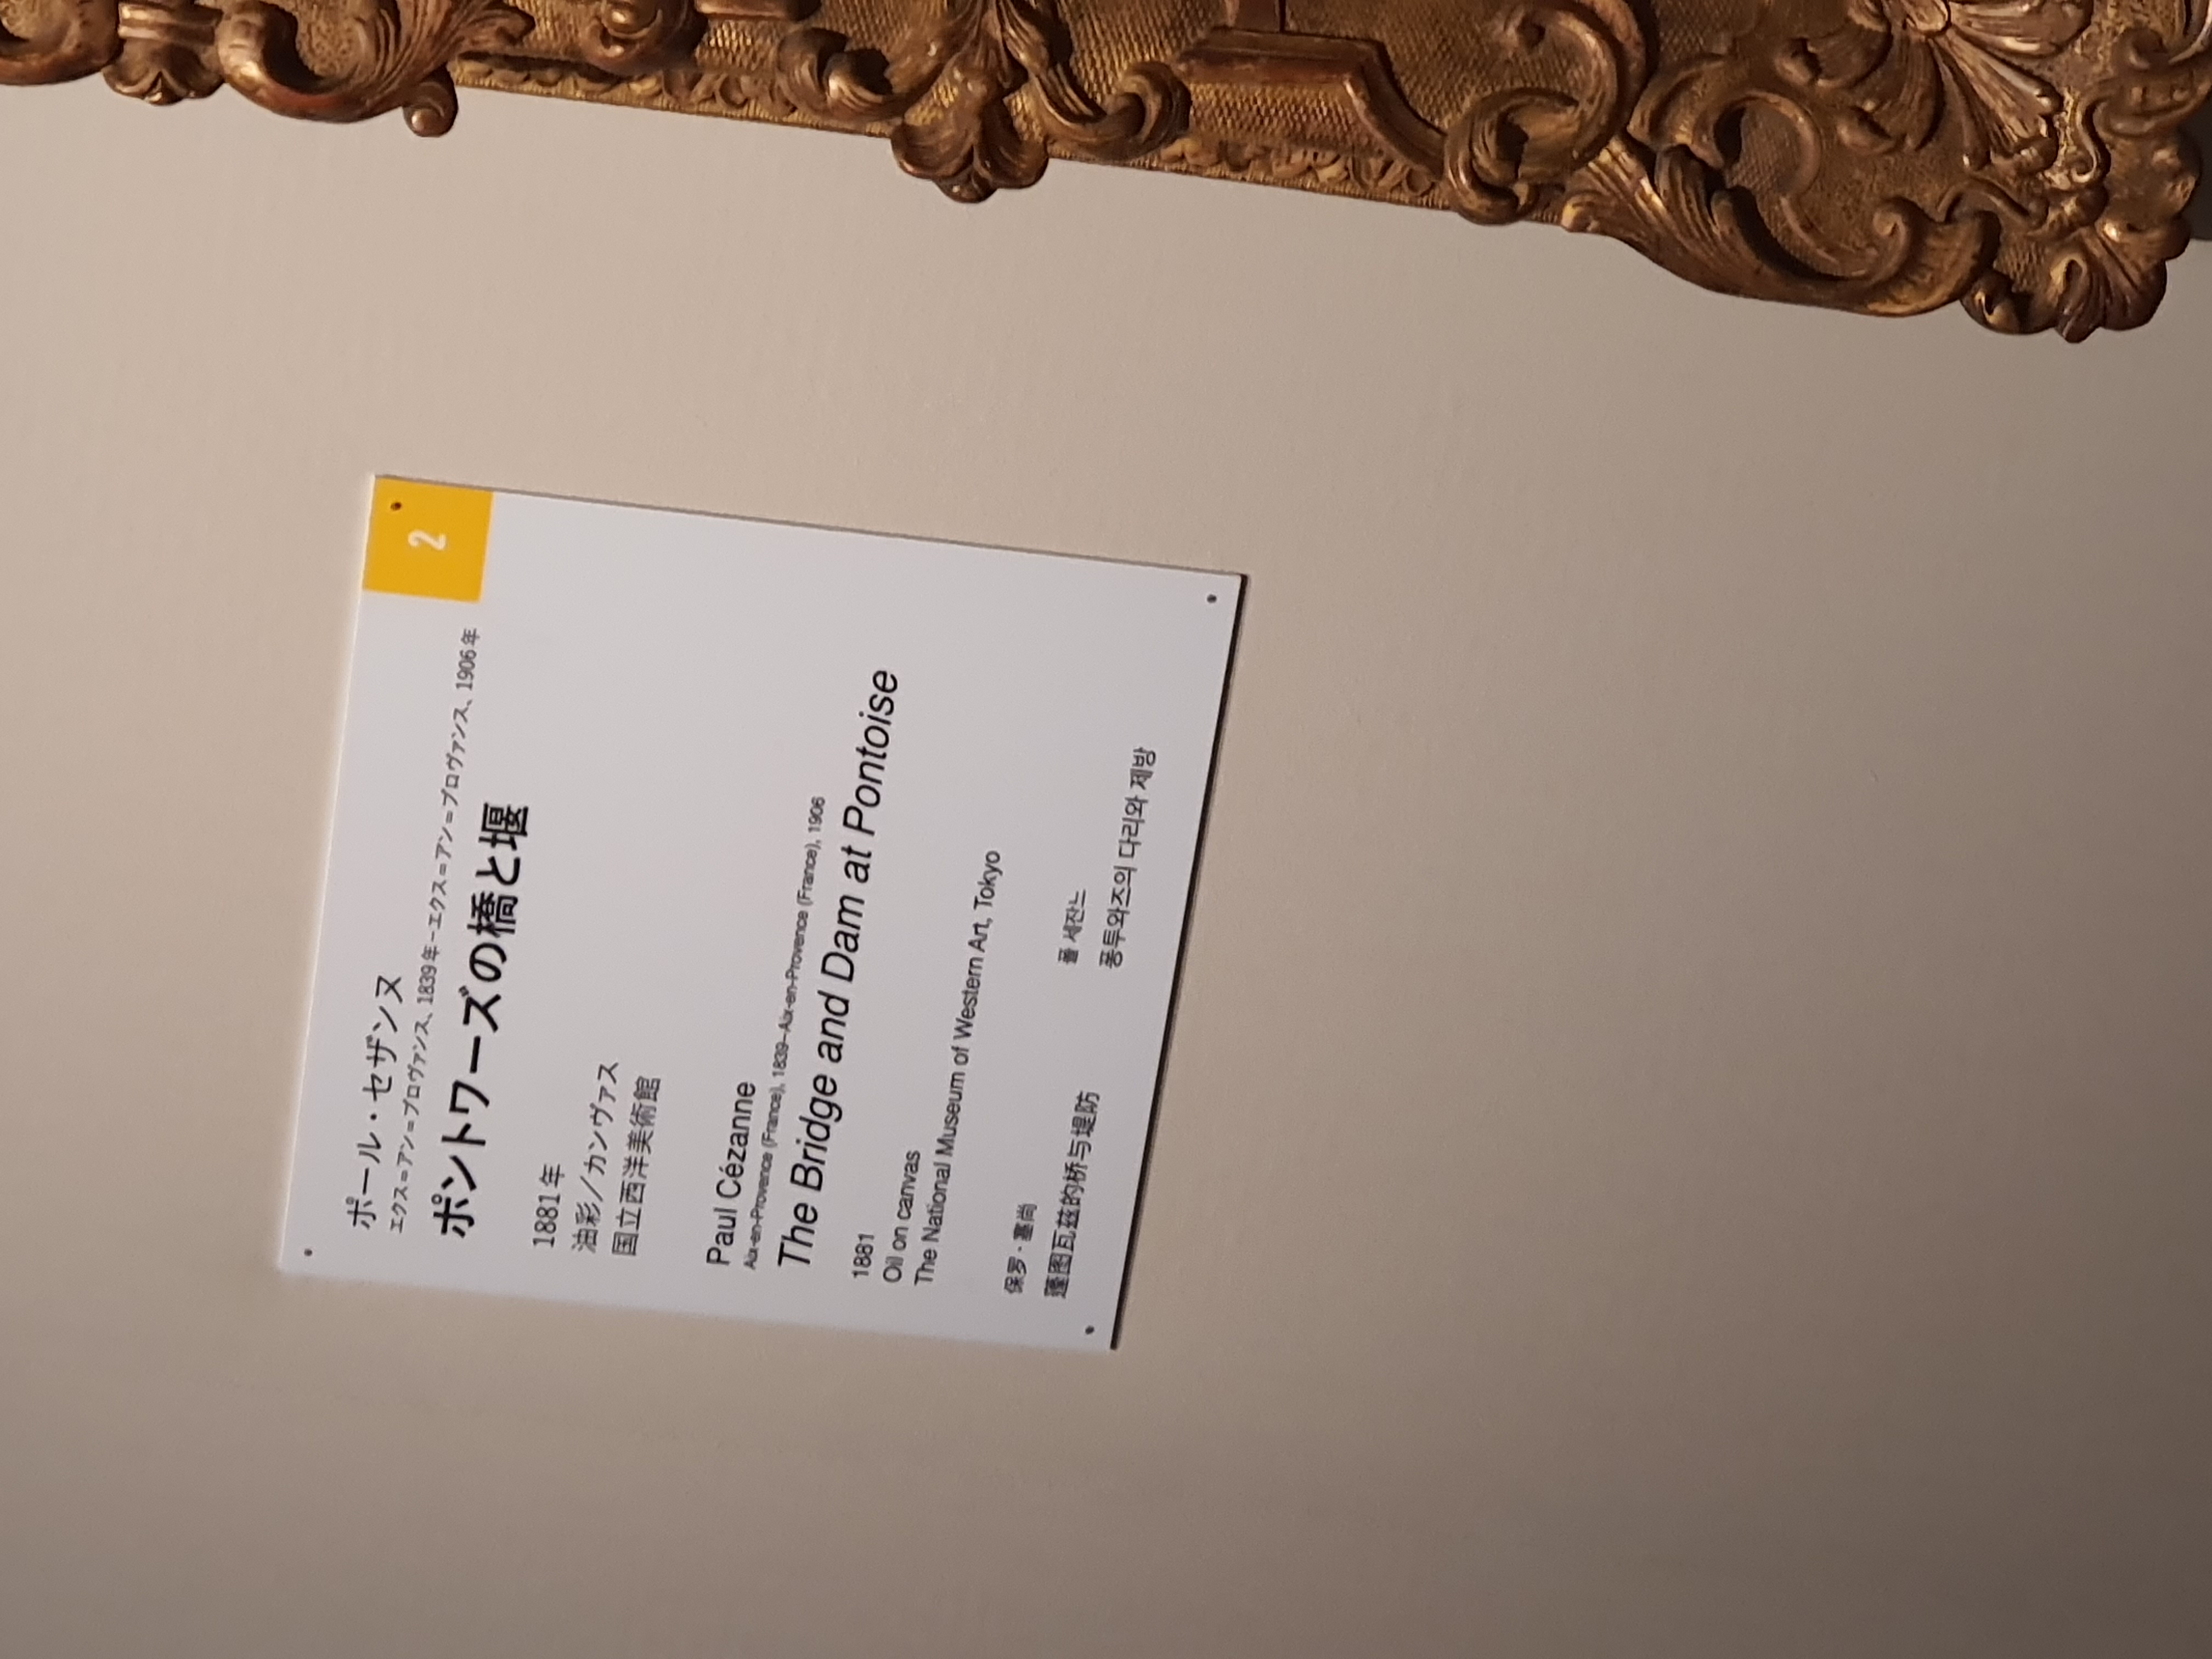 2
ポール・セザンヌ
エクス=アン=プロヴァンス、1839年–エクス=アン=プロヴァンス、1906年
ポントワーズの橋と堰
1881年
油彩／カンヴァス
国立西洋美術館
Paul Cézanne
Aix-en-Provence (France), 1839–Aix-en-Provence (France), 1906
The Bridge and Dam at Pontoise
1881
Oil on canvas
The National Museum of Western Art, Tokyo
保罗·塞尚
蓬图瓦兹的桥与堤防
폴 세잔느
퐁투와즈의 다리와 제방